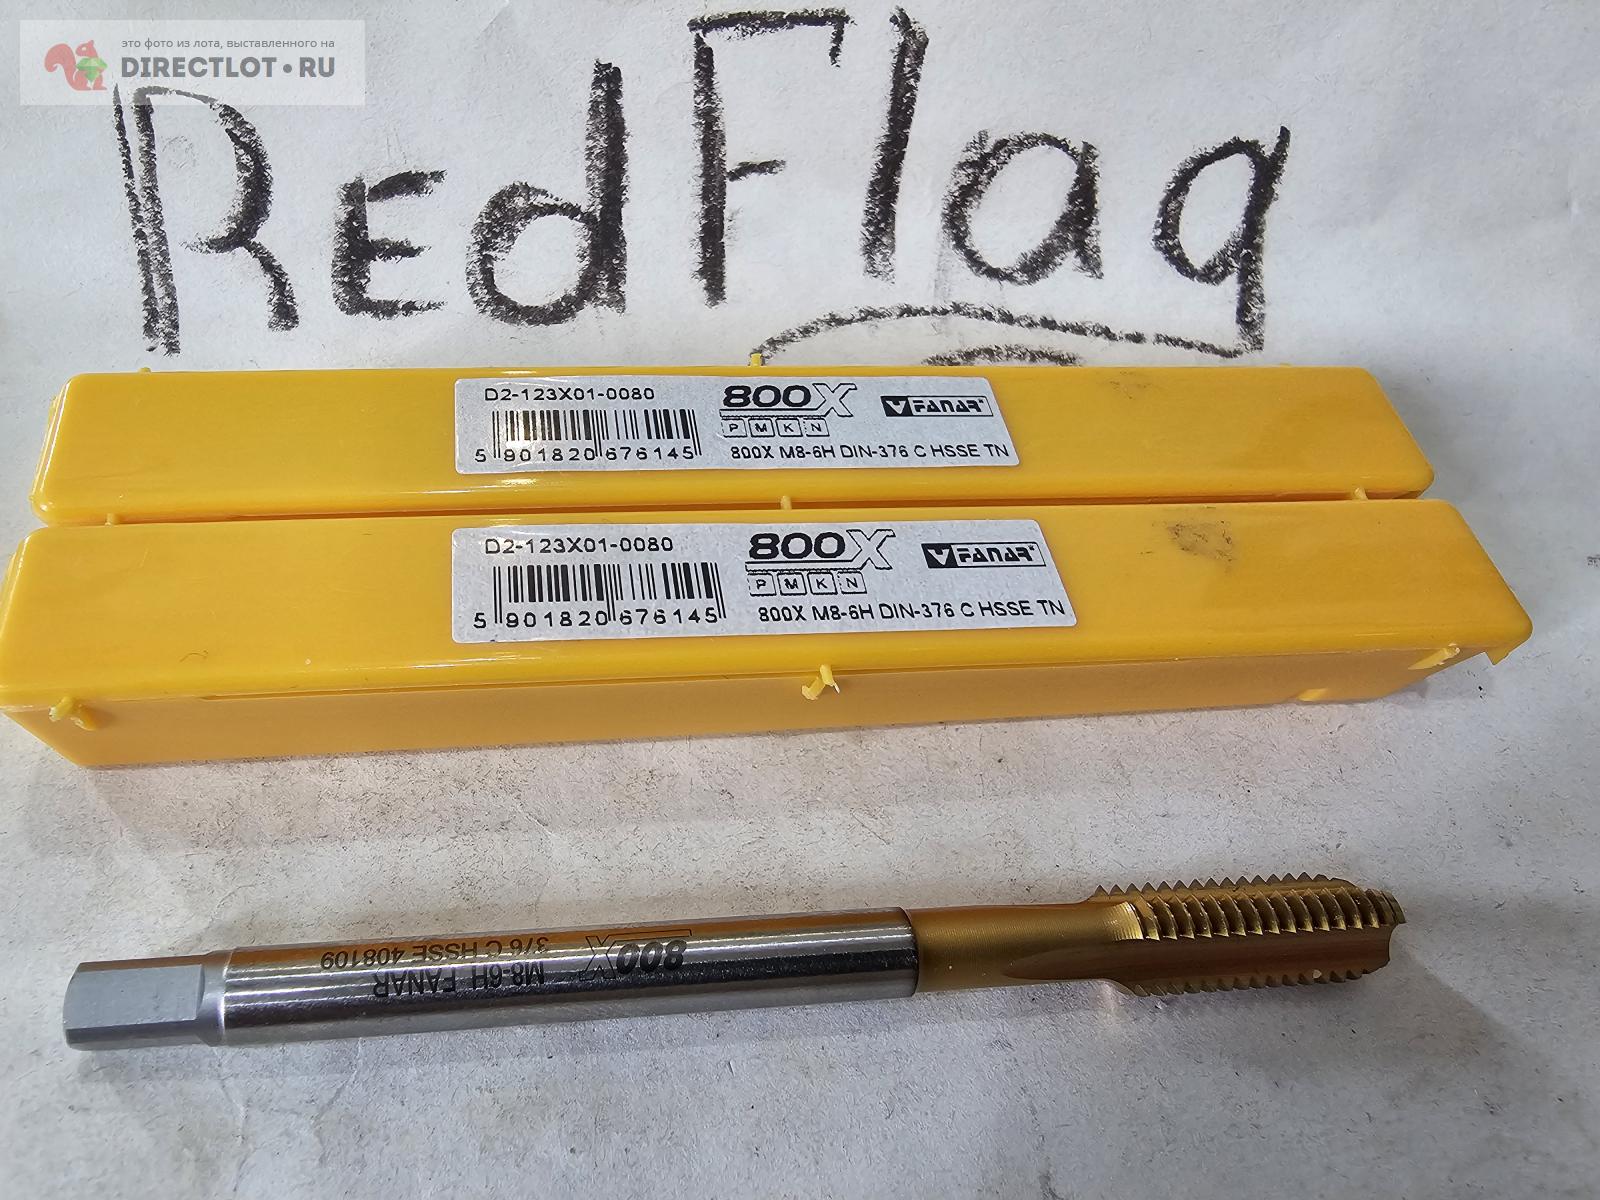 это фото из лота, выставленного на
DIRECTLOT•RU
RedFlag
D2-123X01-0080
800X
FANAR
P M K N
5 901820 676145
800X M8-6H DIN-376 C HSSE TN
D2-123X01-0080
800X
FANAR
P M K N
5 901820 676145
800X M8-6H DIN-376 C HSSE TN
800X
M8-6H FANAR
376 C HSSE 408109